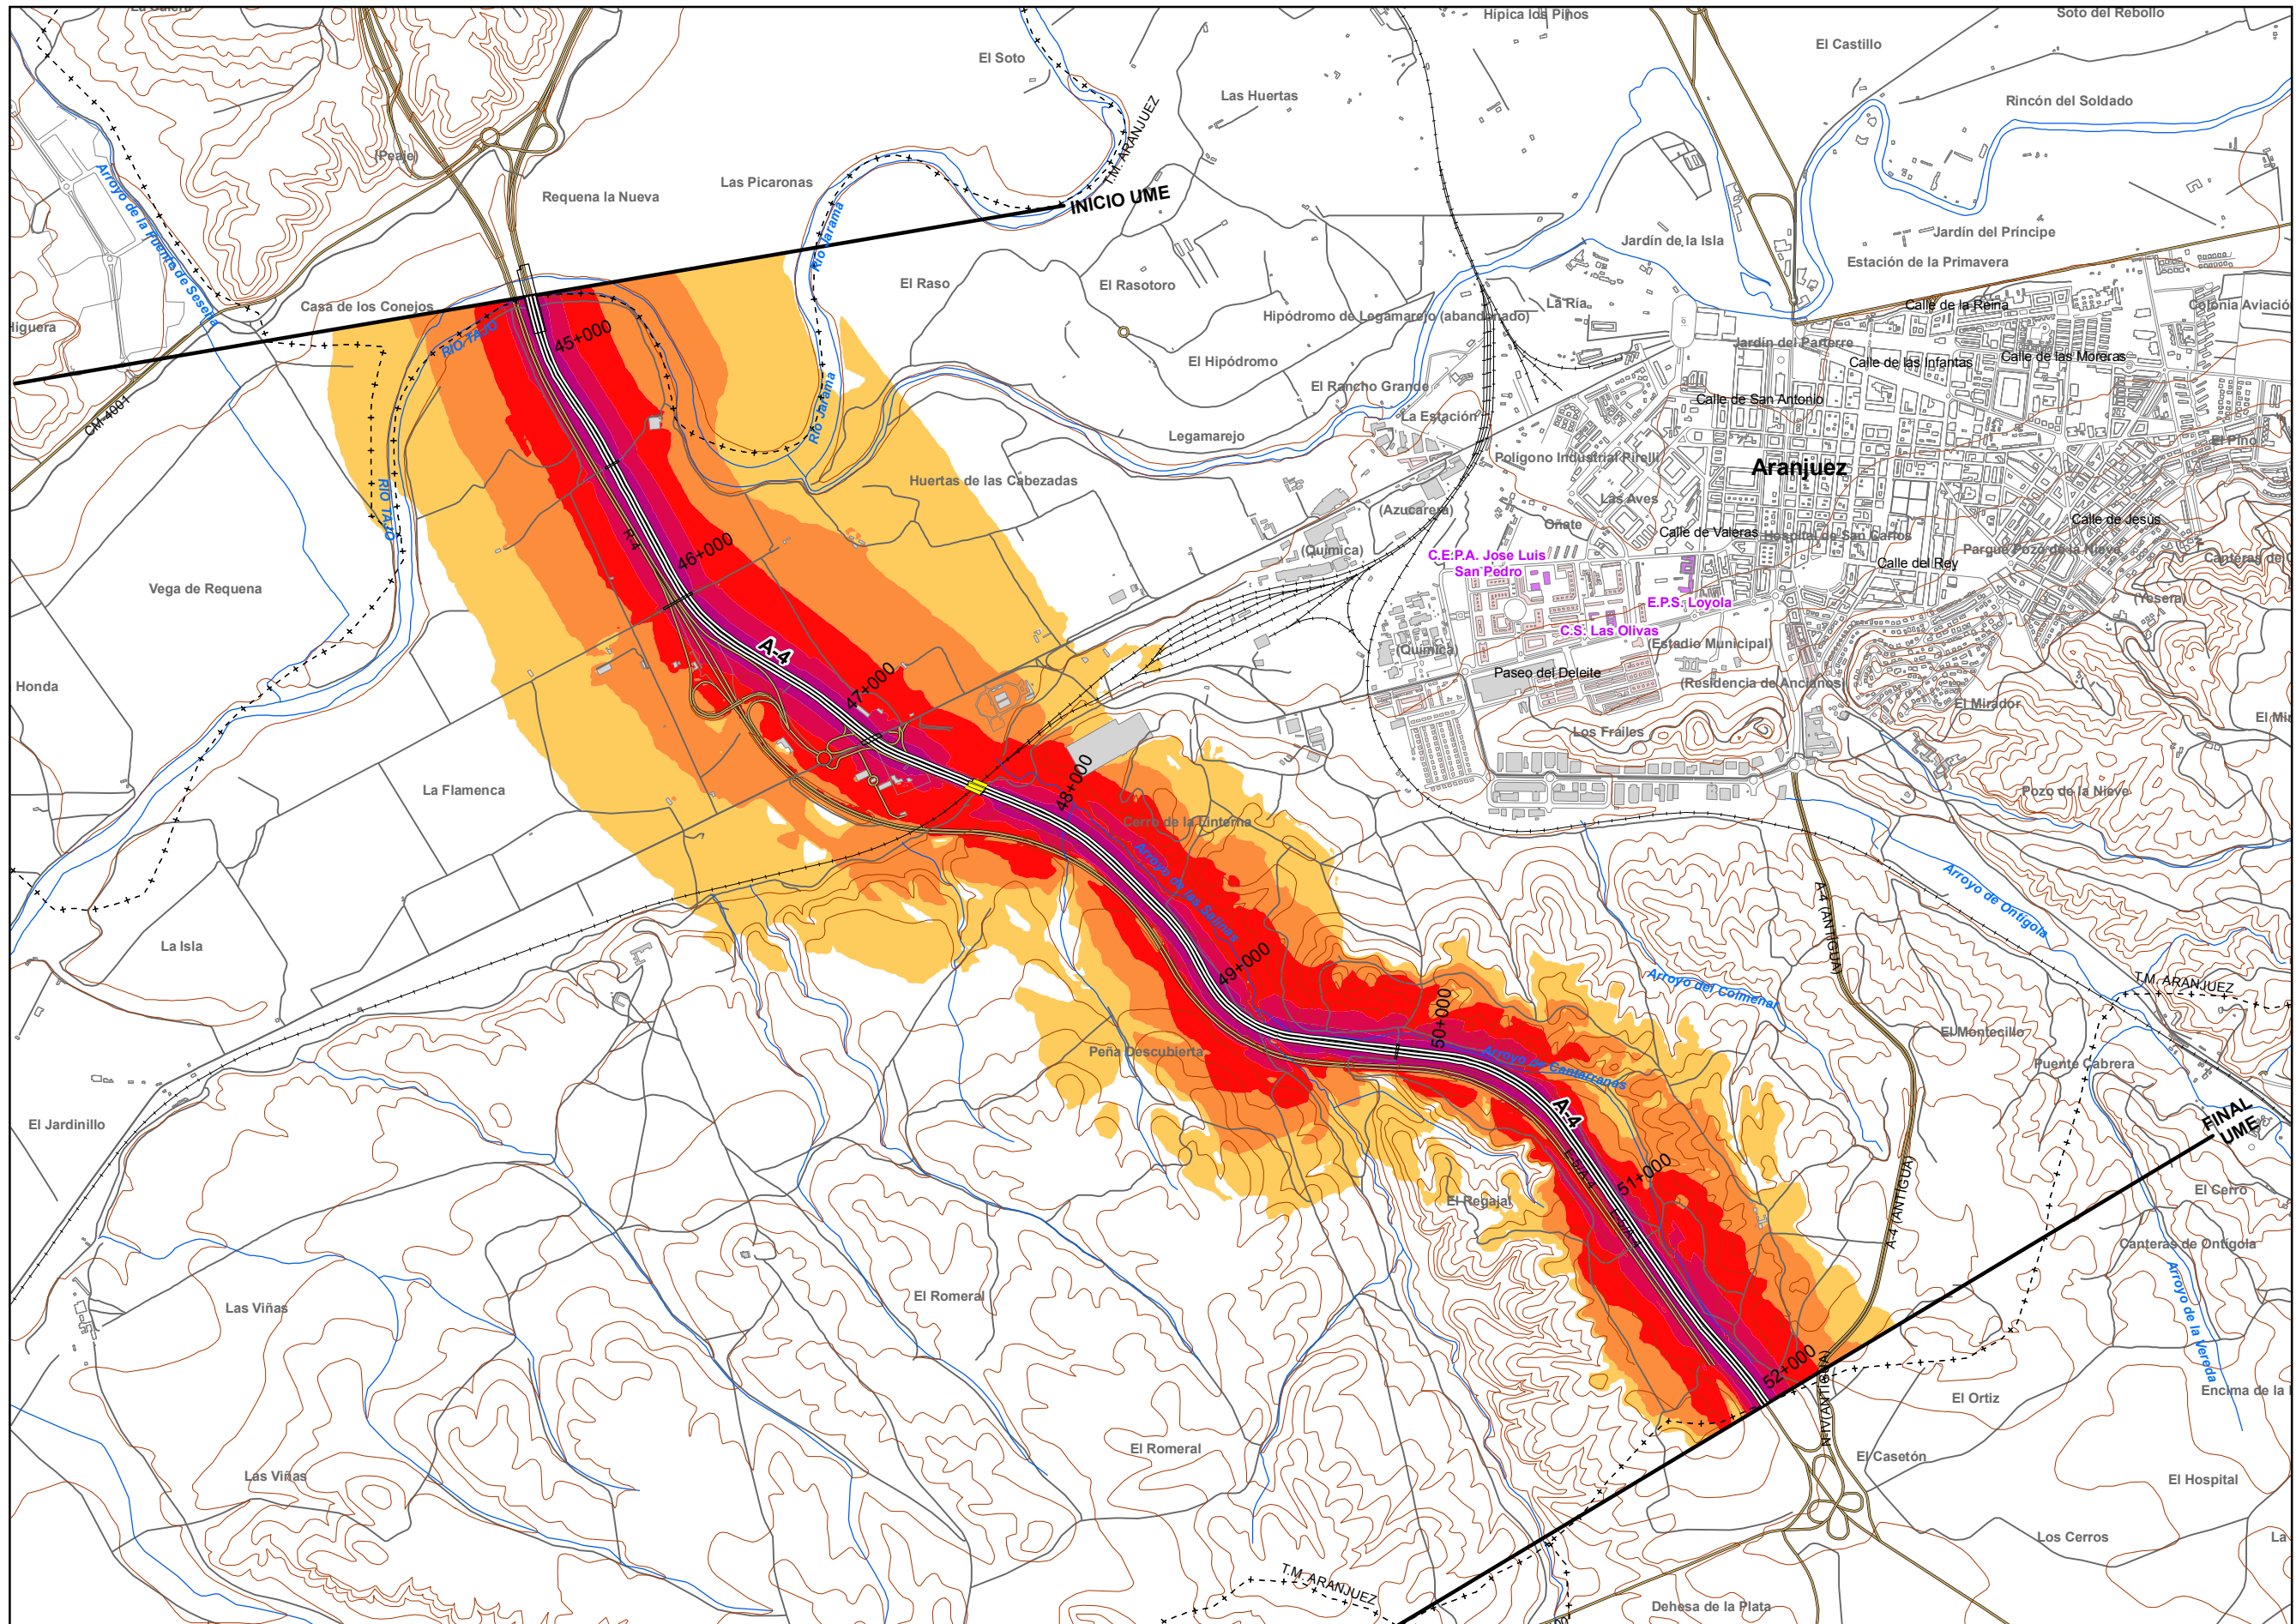 Hípica los Pinos
Soto del Rebollo
El Soto
El Castillo
Las Huertas
Rincón del Soldado
T.M. ARANJUEZ
(Peaje)
Arroyo de la Fuente de Seseña
Requena la Nueva
Las Picaronas
INICIO UME
Río Jarama
Jardín de la Isla
Jardín del Príncipe
Estación de la Primavera
El Raso
El Rasotoro
La Ría
Calle de la Reina
Casa de los Conejos
Hipódromo de Legamarejo (abandonado)
RÍO TAJO
45+000
Jardín del Parterre
Calle de las Infantas
Calle de las Moreras
El Hipódromo
El Rancho Grande
Calle de San Antonio
CM-4001
Río Jarama
La Estación
Legamarejo
El Pino
Polígono Industrial Pirelli
Aranjuez
Huertas de las Cabezadas
RÍO TAJO
(Azucarera)
Las Aves
Oñate
Calle de Valeras
Hospital de San Carlos
Calle de Jesús
R-4
46+000
(Química)
C.E.P.A. Jose Luis
San Pedro
Parque Pozo de la Nieve
Calle del Rey
Vega de Requena
E.P.S. Loyola
(Yesera)
C.S. Las Olivas
(Estadio Municipal)
(Química)
A-4
47+000
Paseo del Deleite
(Residencia de Ancianos)
Honda
El Mirador
Los Frailes
La Flamenca
48+000
Pozo de la Nieve
Cerro de la Linterna
Arroyo de las Salinas
Arroyo de Ontígola
A-4 (ANTIGUA)
La Isla
49+000
Arroyo del Colmenar
T.M. ARANJUEZ
50+000
El Montecillo
Peña Descubierta
Arroyo de Cantarranas
Puente Cabrera
El Jardinillo
A-4
FINAL
UME
E-5/A-4
51+000
El Regajal
El Cerro
E-5/A-4
A-4 (ANTIGUA)
Canteras de Ontígola
Las Viñas
El Romeral
Arroyo de la Vereda
52+000
N-IV(ANTIGUA)
El Ortiz
Encima de la
El Romeral
El Casetón
Las Viñas
El Hospital
Los Cerros
La
T.M. ARANJUEZ
Dehesa de la Plata